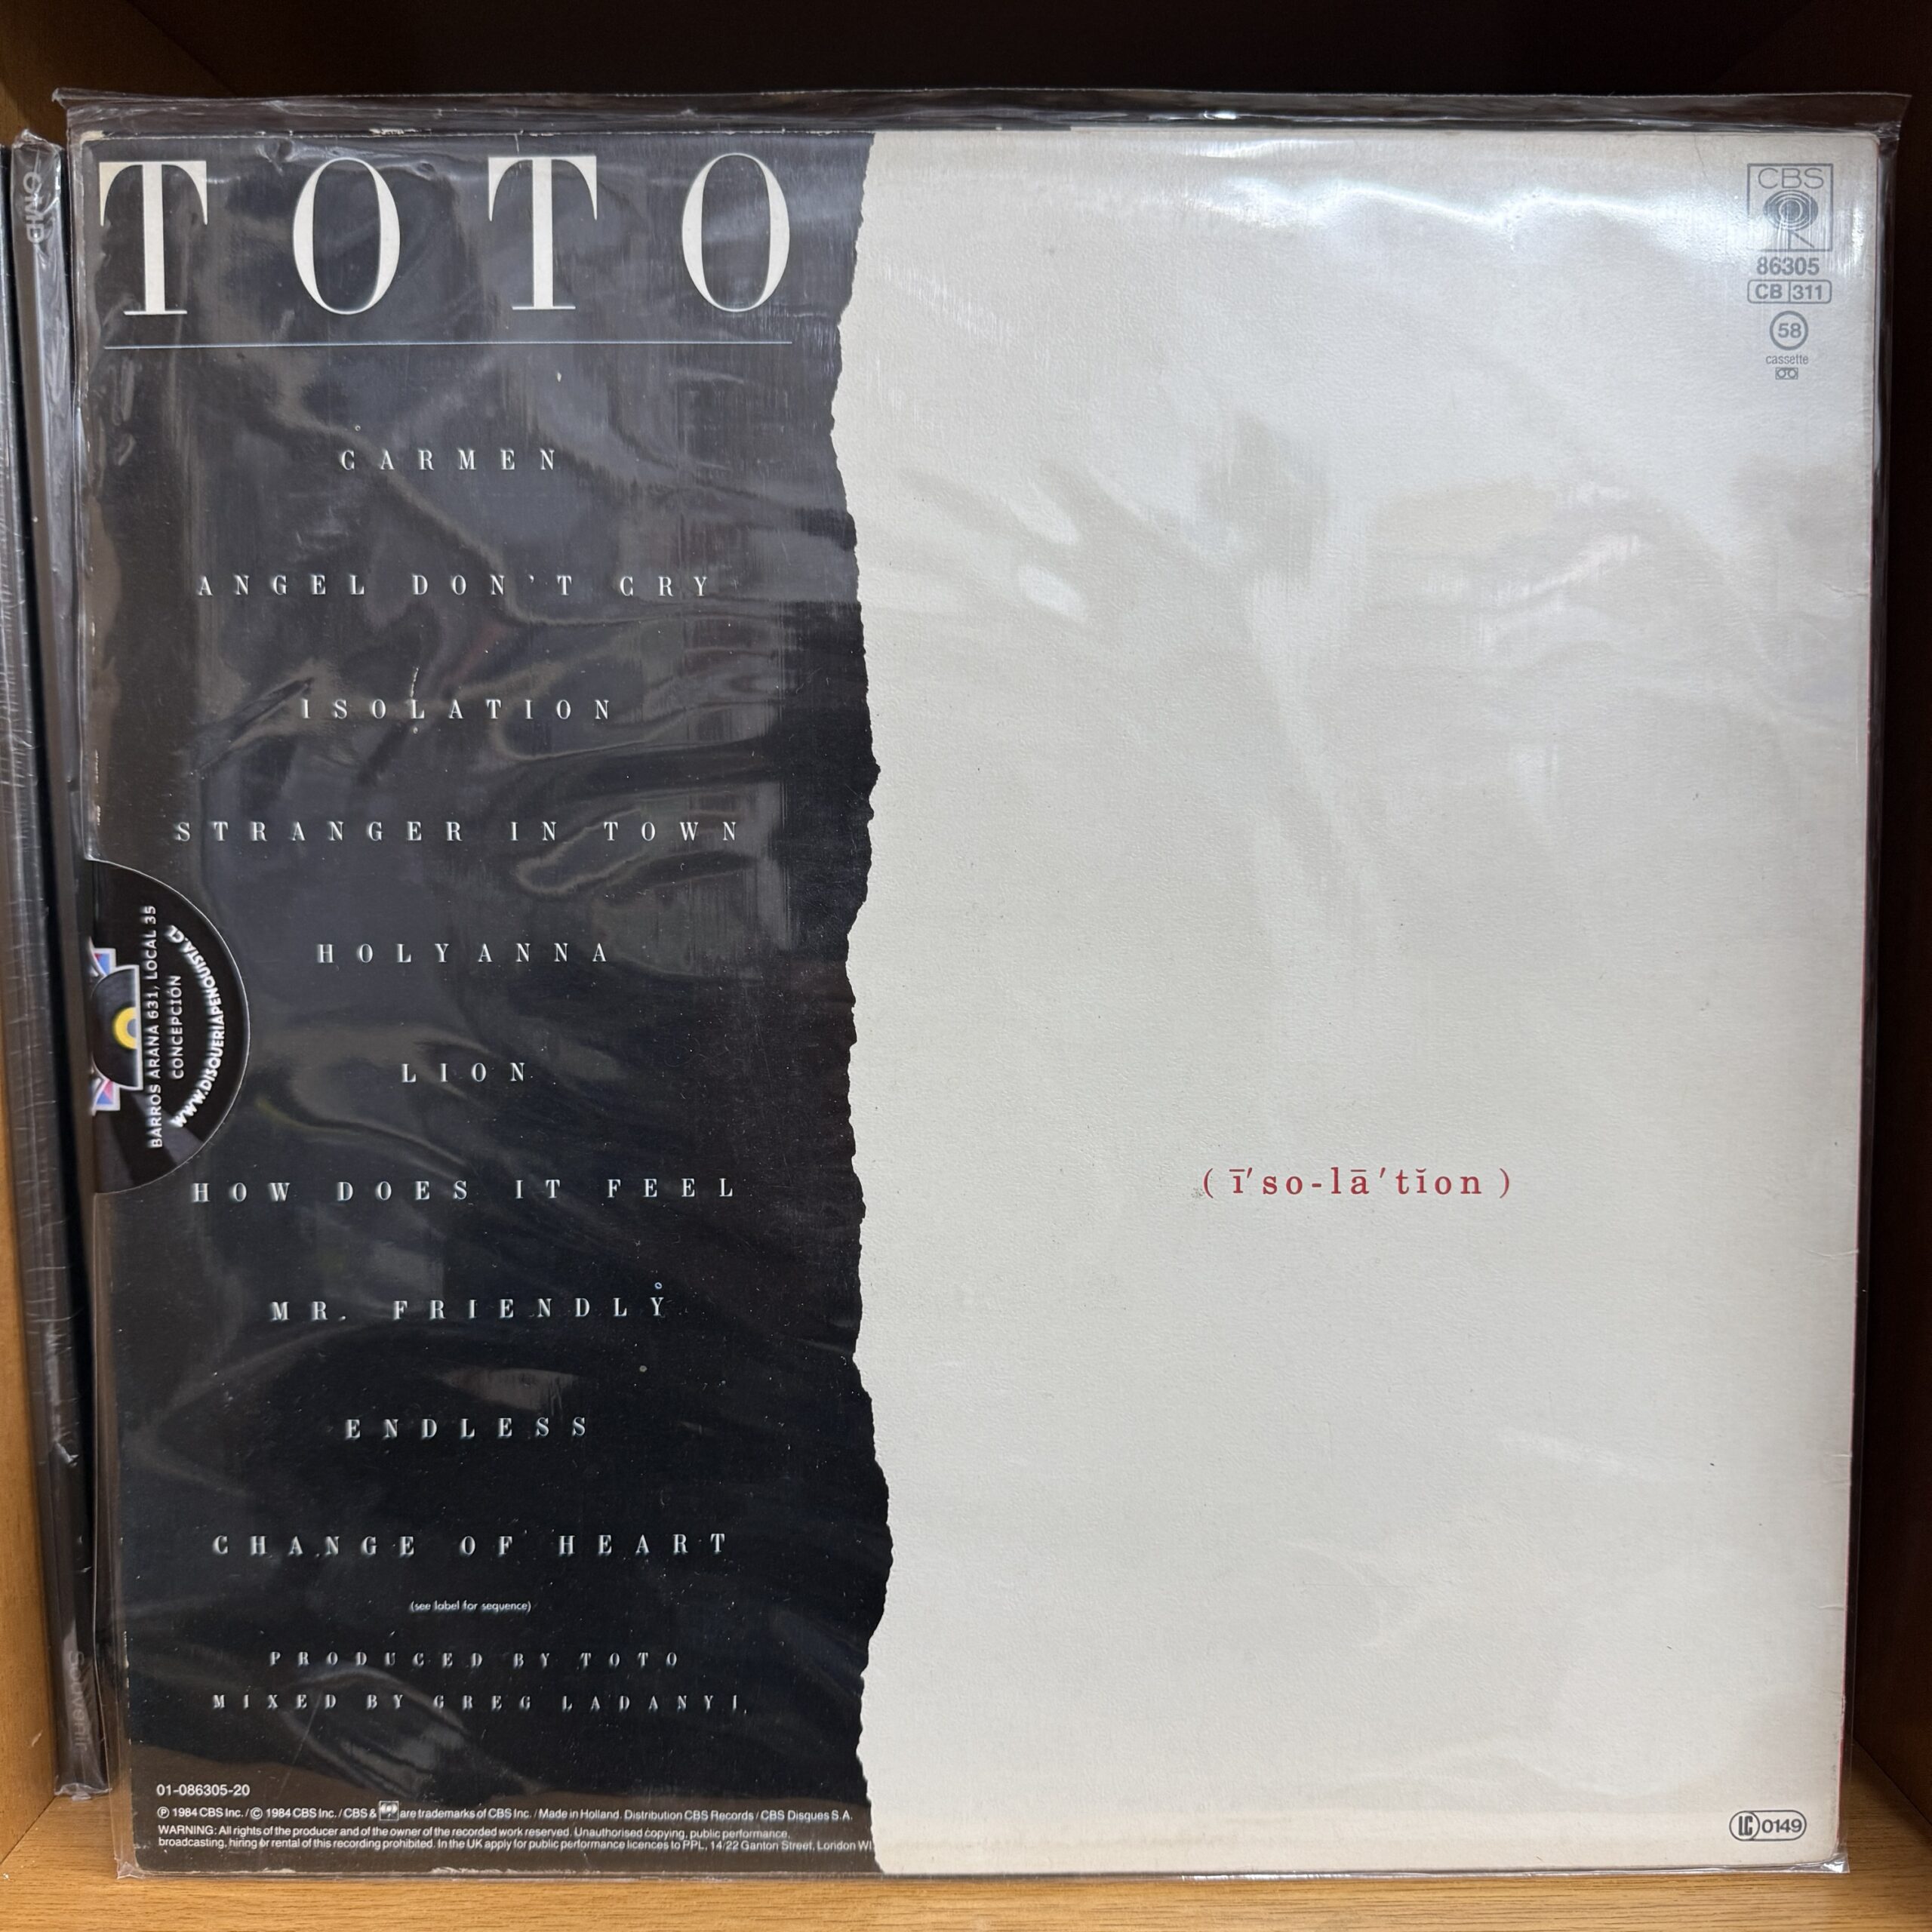 TOTO
CBS
86305
CB 311
58
cassette
CARMEN
ANGEL DON'T CRY
ISOLATION
STRANGER IN TOWN
HOLYANNA
BARROS ARANA 631, LOCAL 35
CONCEPCIÓN
WWW.DISQUERIAPENQUISTA.CL
LION
HOW DOES IT FEEL
( ī′so-lā′tĭon )
MR. FRIENDLY
ENDLESS
CHANGE OF HEART
(see label for sequence)
PRODUCED BY TOTO
MIXED BY GREG LADANYI
01-086305-20
Ⓟ 1984 CBS Inc. / © 1984 CBS Inc. / CBS & are trademarks of CBS Inc. / Made in Holland. Distribution CBS Records / CBS Disques S.A.
WARNING: All rights of the producer and of the owner of the recorded work reserved. Unauthorised copying, public performance,
broadcasting, hiring or rental of this recording prohibited. In the UK apply for public performance licences to PPL, 14/22 Ganton Street, London W1
LC 0149
Souvenir